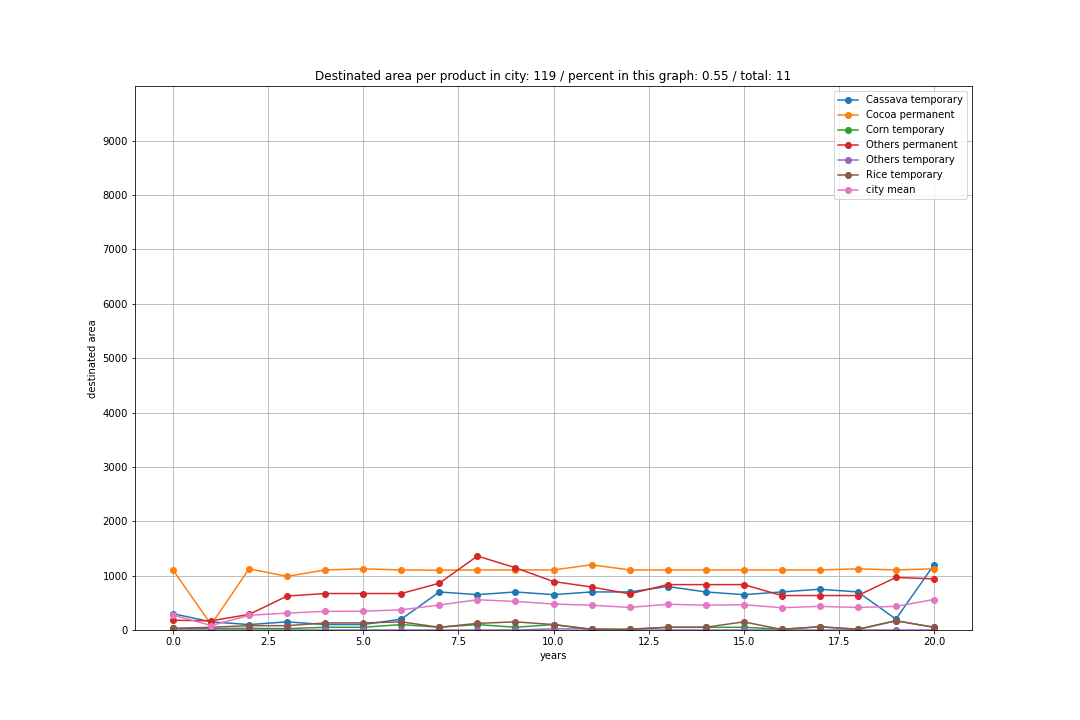 Destinated area per product in city: 119 / percent in this graph: 0.55 / total: 11
Cassava temporary
Cocoa permanent
Corn temporary
Others permanent
Others temporary
Rice temporary
city mean
9000
8000
7000
6000
5000
4000
3000
2000
1000
0
destinated area
0.0 2.5 5.0 7.5 10.0 12.5 15.0 17.5 20.0
years